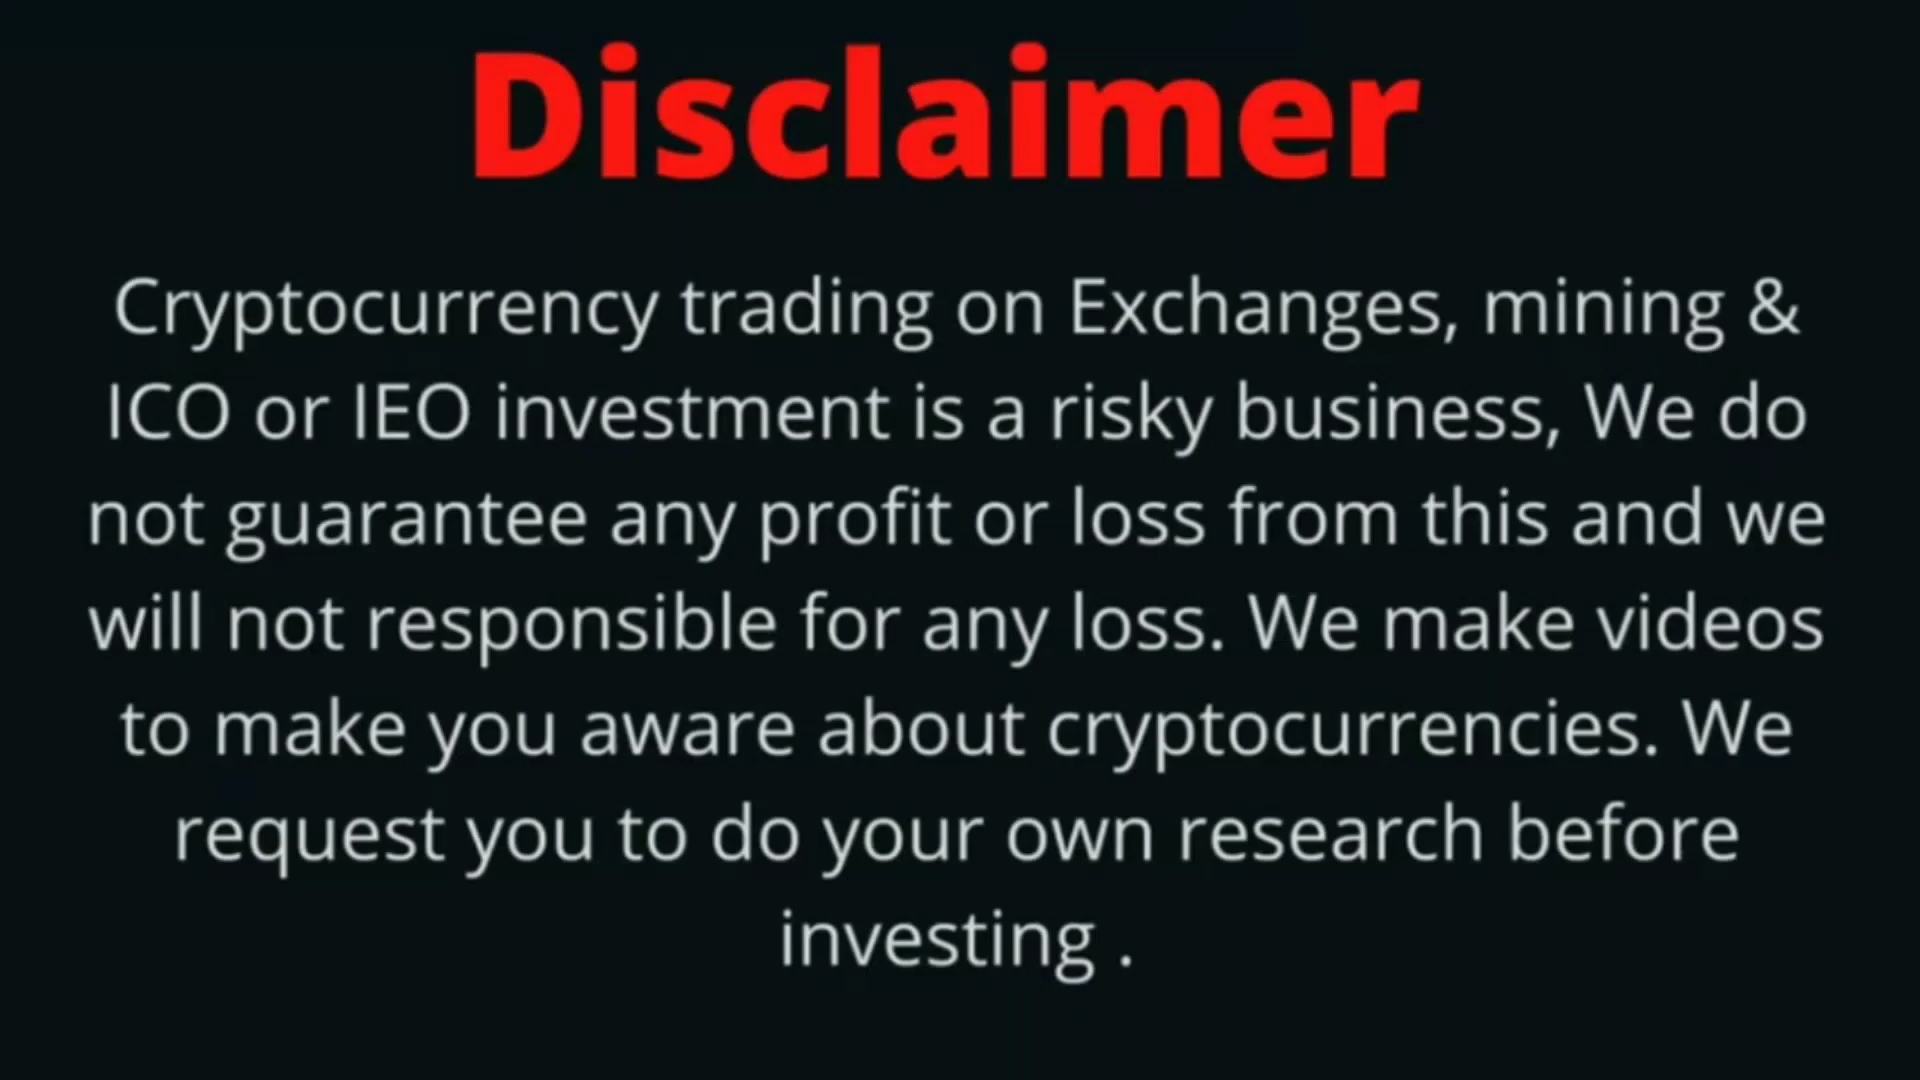 Disclaimer
Cryptocurrency trading on Exchanges, mining &
ICO or IEO investment is a risky business, We do
not guarantee any profit or loss from this and we
will not responsible for any loss. We make videos
to make you aware about cryptocurrencies. We
request you to do your own research before
investing .